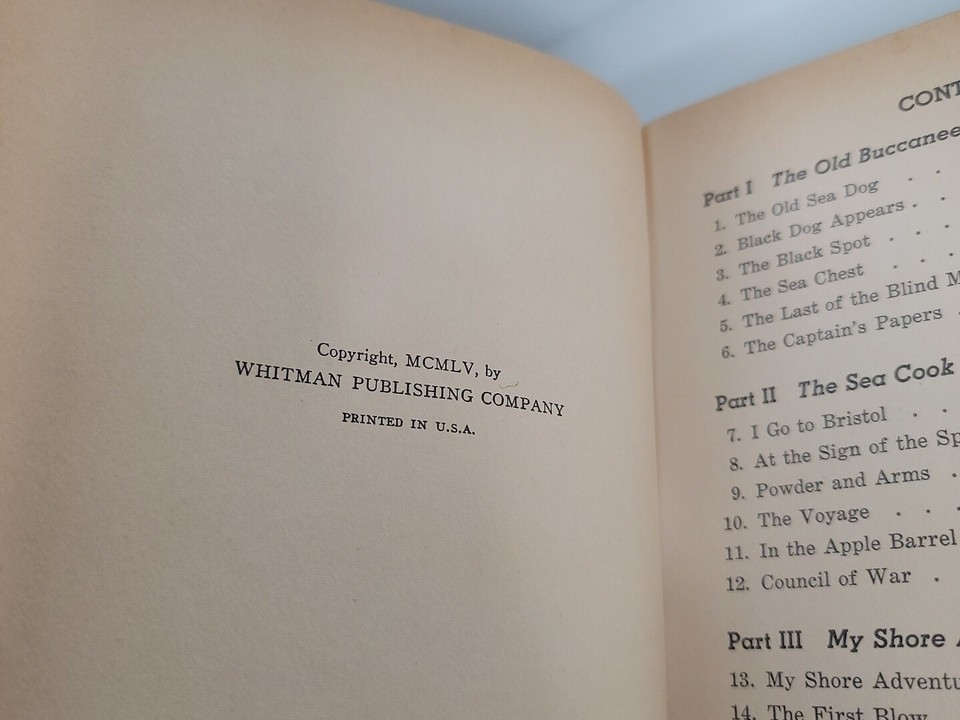 Copyright, MCMLV, by
WHITMAN PUBLISHING COMPANY
PRINTED IN U.S.A.
Part I The Old
1. The Old Sea Dog
2. Black Dog Appears
3. The Black Spot
4. The Sea Chest
5. The Last of the Blind
6. The Captain's Papers
Part II The Sea Cook
7. I Go to Bristol
8. At the Sign of the
9. Powder and Arms
10. The Voyage
11. In the Apple Barrel
12. Council of War
Part III My Shore
13. My Shore
14. The First Blow